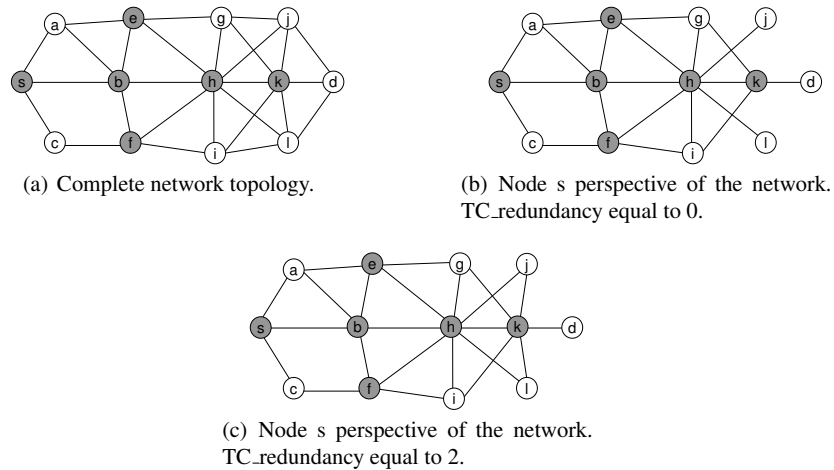 a e g j
s b h k d
c f i l
(a) Complete network topology.
a e g j
s b h k d
c f i l
(b) Node s perspective of the network.
TC_redundancy equal to 0.
a e g j
s b h k d
c f i l
(c) Node s perspective of the network.
TC_redundancy equal to 2.